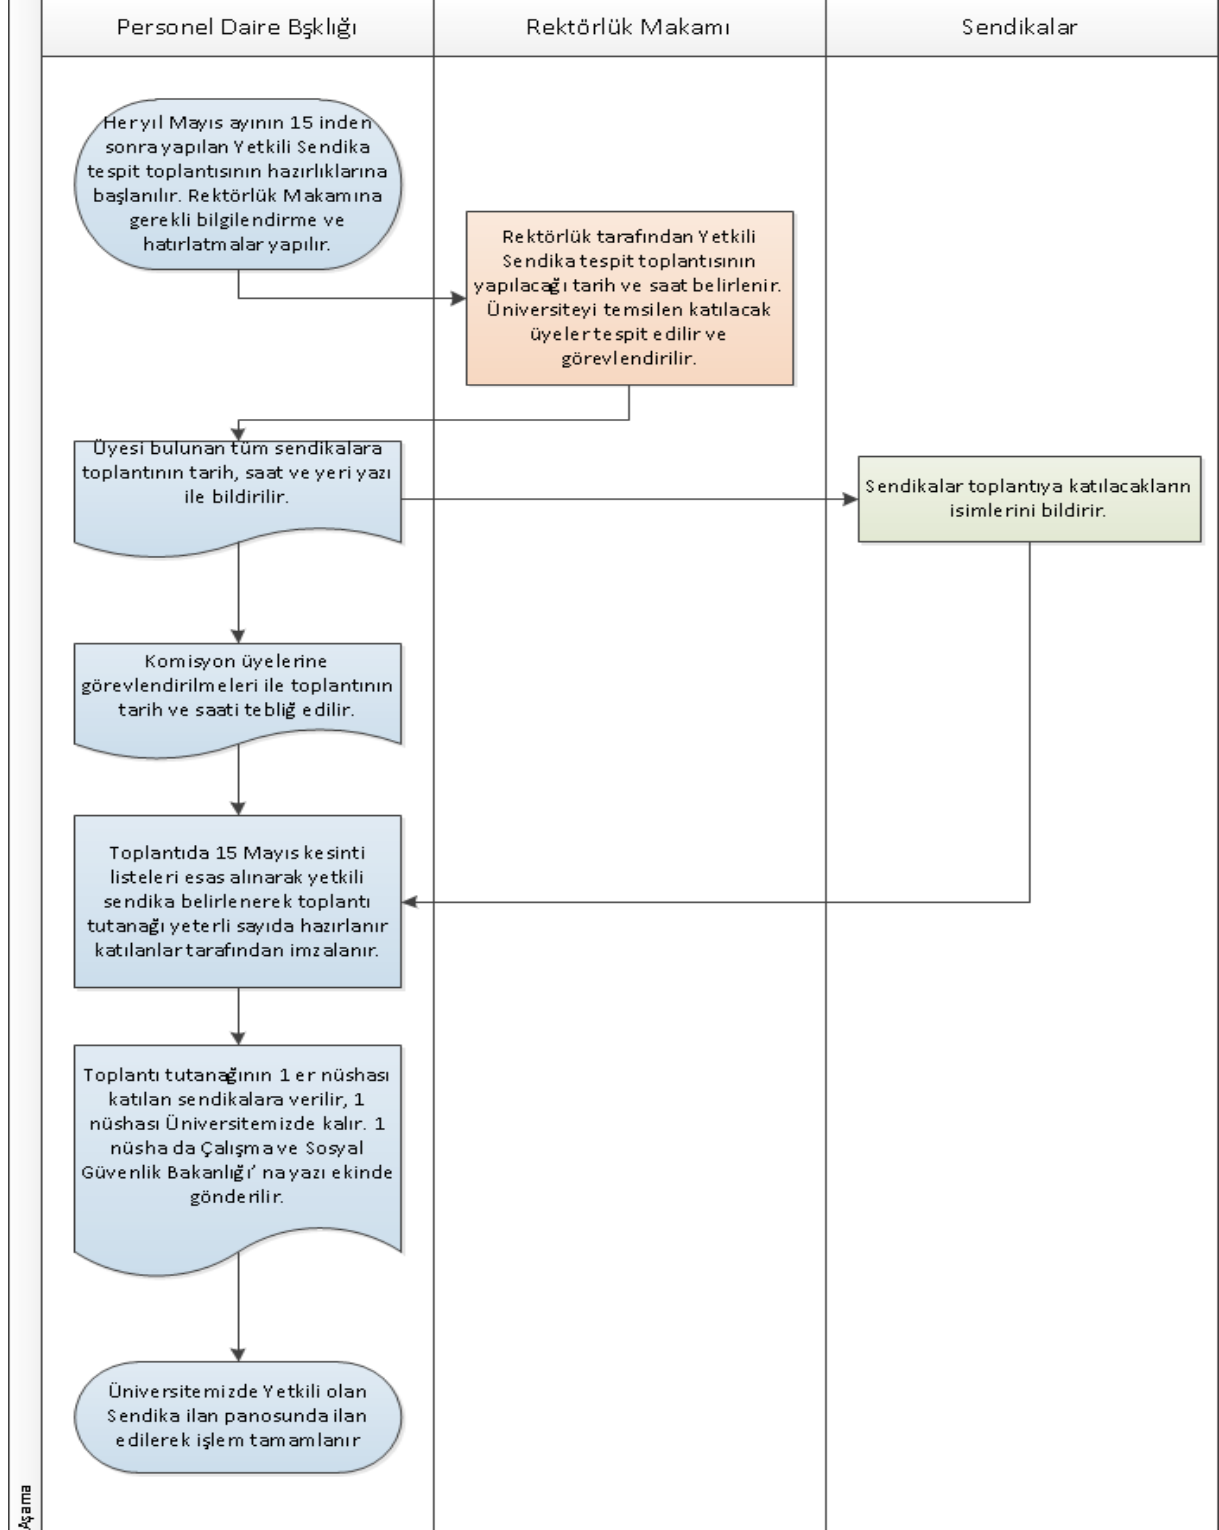 Personel Daire Bşklığı
Rektörlük Makamı
Sendikalar
Her yıl Mayıs ayının 15 inden
sonra yapılan Yetkili Sendika
tespit toplantısının hazırlıklarına
başlanılır. Rektörlük Makamına
gerekli bilgilendirme ve
hatırlatmalar yapılır.
Rektörlük tarafından Yetkili
Sendika tespit toplantısının
yapılacağı tarih ve saat belirlenir.
Üniversiteyi temsilen katılacak
üyeler tespit edilir ve
görevlendirilir.
Üyesi bulunan tüm sendikalara
toplantının tarih, saat ve yeri yazı
ile bildirilir.
Sendikalar toplantıya katılacakların
isimlerini bildirir.
Komisyon üyelerine
görevlendirilmeleri ile toplantının
tarih ve saati tebliğ edilir.
Toplantıda 15 Mayıs kesinti
listeleri esas alınarak yetkili
sendika belirlenerek toplantı
tutanağı yeterli sayıda hazırlanır
katılanlar tarafından imzalanır.
Toplantı tutanağının 1 er nüshası
katılan sendikalara verilir, 1
nüshası Üniversitemizde kalır. 1
nüsha da Çalışma ve Sosyal
Güvenlik Bakanlığı’ na yazı ekinde
gönderilir.
Üniversitemizde Yetkili olan
Sendika ilan panosunda ilan
edilerek işlem tamamlanır
Aşama